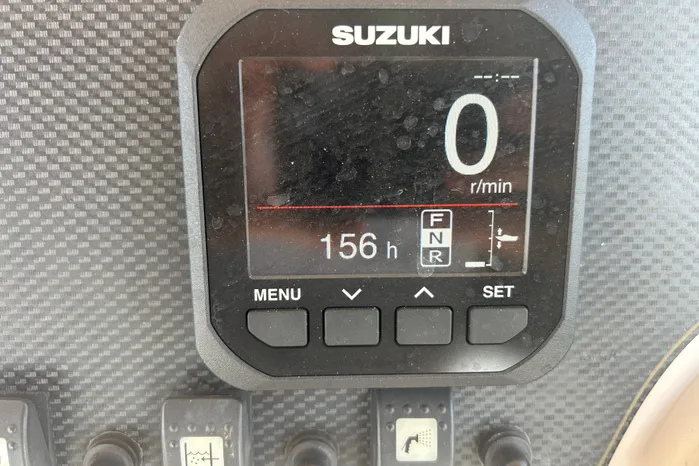 SUZUKI
--:--
0
r/min
156 h
F
N
R
MENU
SET